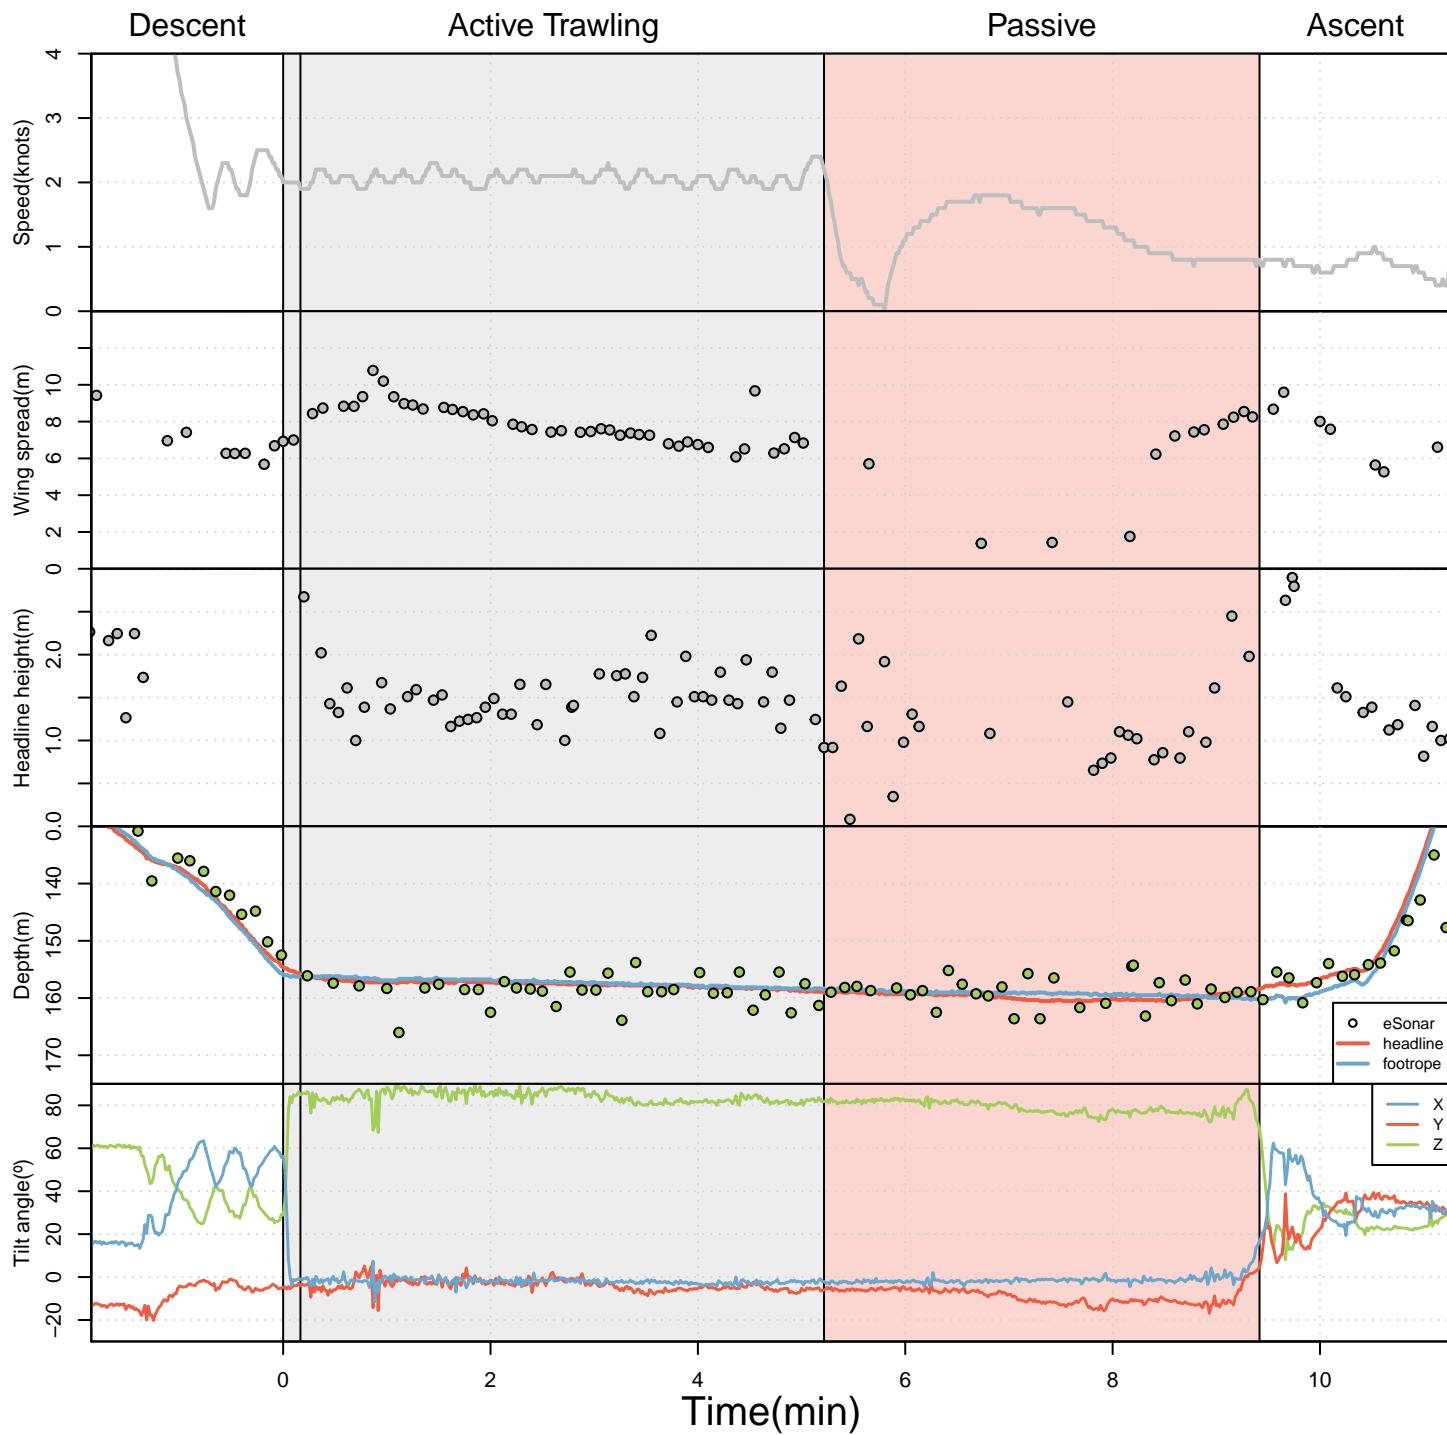 Descent Active Trawling Passive Ascent
Speed(knots)
4
3
2
1
0
Wing spread(m)
10
8
6
4
2
0
Headline height(m)
2.0
1.0
0.0
Depth(m)
140
150
160
170
eSonar
headline
footrope
Tilt angle(º)
80
60
40
20
0
−20
X
Y
Z
0 2 4 6 8 10
Time(min)